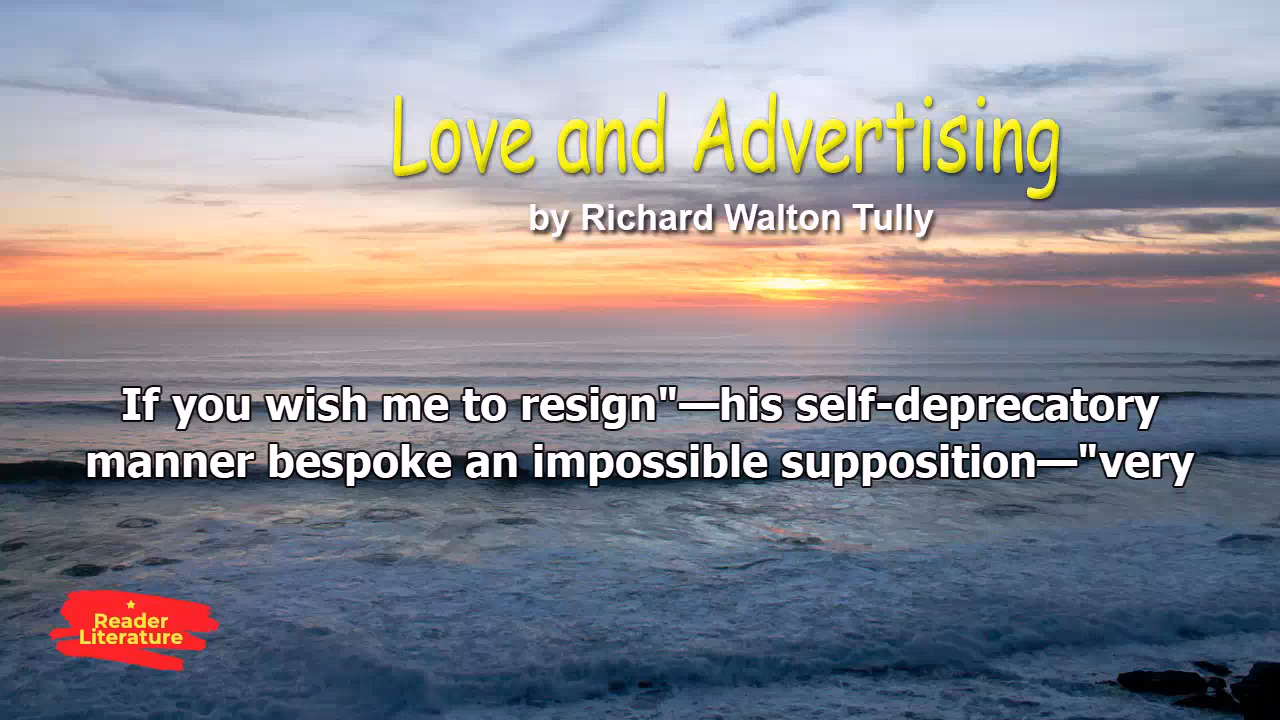 Love and Advertising
by Richard Walton Tully
If you wish me to resign"—his self-deprecatory
manner bespoke an impossible supposition—"very
Reader
Literature